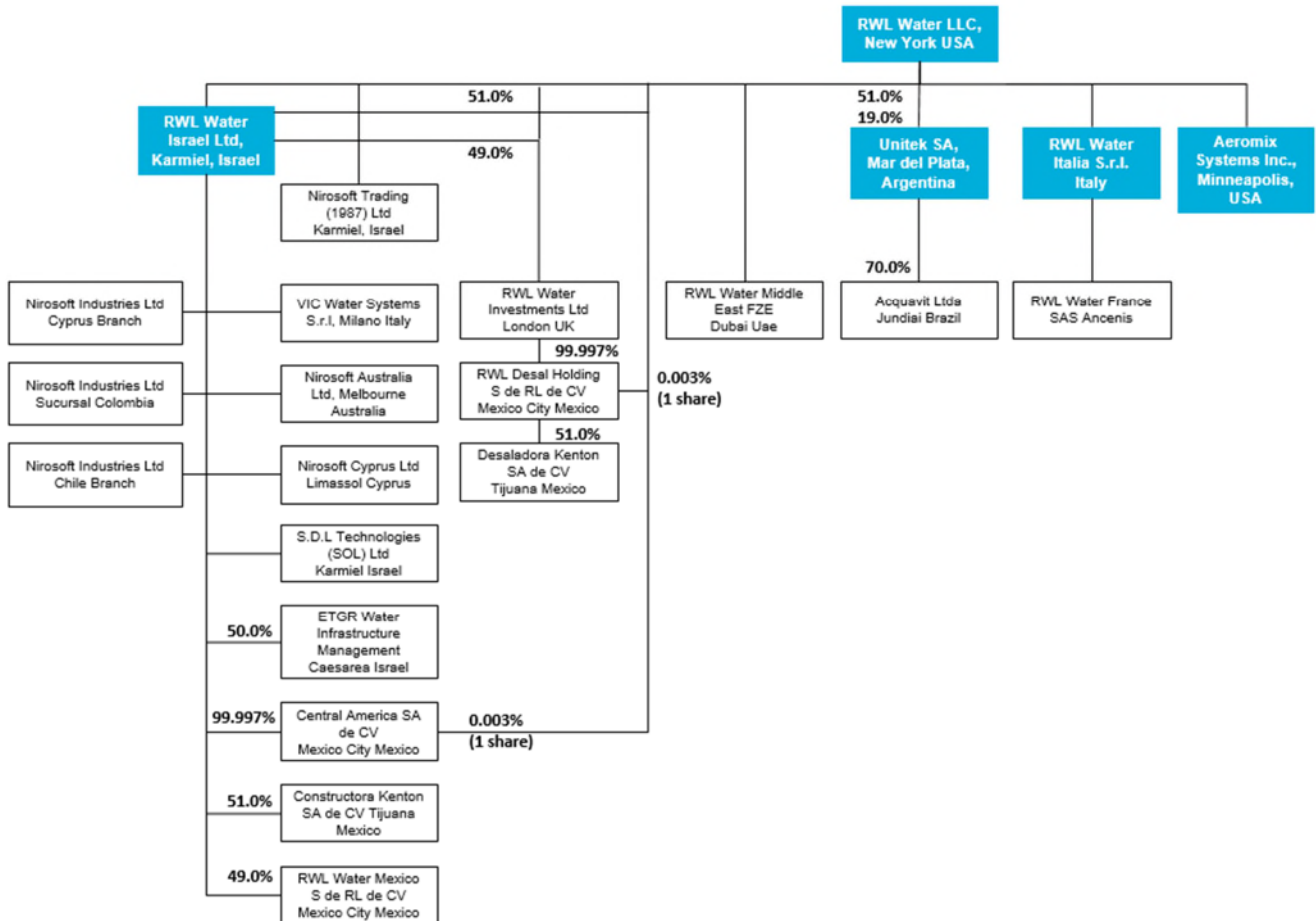 RWL Water LLC,
New York USA
51.0%
51.0%
19.0%
RWL Water
Israel Ltd,
Karmiel, Israel
49.0%
Unitek SA,
Mar del Plata,
Argentina
RWL Water
Italia S.r.l.
Italy
Aeromix
Systems Inc.,
Minneapolis,
USA
Nirosoft Trading
(1987) Ltd
Karmiel, Israel
70.0%
Nirosoft Industries Ltd
Cyprus Branch
VIC Water Systems
S.r.l, Milano Italy
RWL Water
Investments Ltd
London UK
RWL Water Middle
East FZE
Dubai Uae
Acquavit Ltda
Jundiai Brazil
RWL Water France
SAS Ancenis
99.997%
Nirosoft Industries Ltd
Sucursal Colombia
Nirosoft Australia
Ltd, Melbourne
Australia
RWL Desal Holding
S de RL de CV
Mexico City Mexico
0.003%
(1 share)
51.0%
Nirosoft Industries Ltd
Chile Branch
Nirosoft Cyprus Ltd
Limassol Cyprus
Desaladora Kenton
SA de CV
Tijuana Mexico
S.D.L Technologies
(SOL) Ltd
Karmiel Israel
50.0%
ETGR Water
Infrastructure
Management
Caesarea Israel
99.997%
Central America SA
de CV
Mexico City Mexico
0.003%
(1 share)
51.0%
Constructora Kenton
SA de CV Tijuana
Mexico
49.0%
RWL Water Mexico
S de RL de CV
Mexico City Mexico